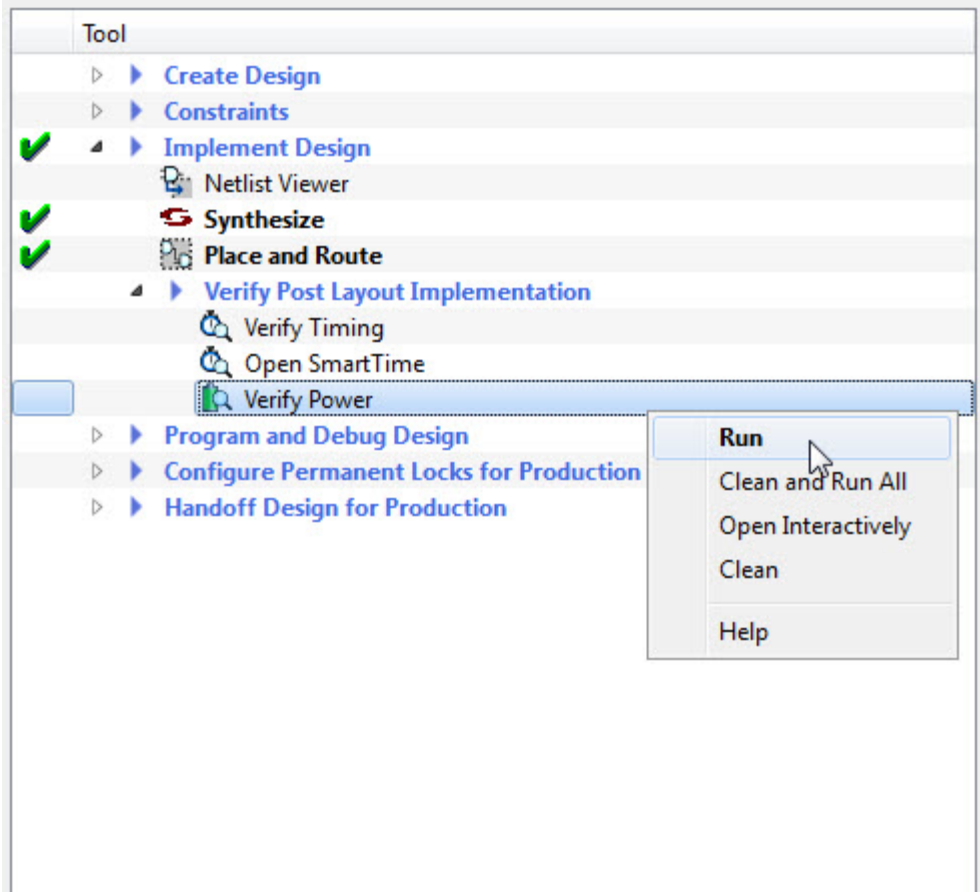 Tool
Create Design
Constraints
Implement Design
Netlist Viewer
Synthesize
Place and Route
Verify Post Layout Implementation
Verify Timing
Open SmartTime
Verify Power
Program and Debug Design
Configure Permanent Locks for Production
Handoff Design for Production
Run
Clean and Run All
Open Interactively
Clean
Help